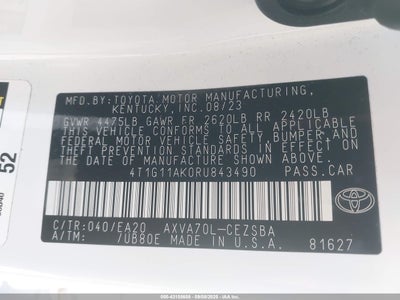 MFD.BY:TOYOTA MOTOR MANUFACTURING,
KENTUCKY, INC. 08/23
GVWR 4475LB GAWR FR 2620LB RR 2420LB
THIS VEHICLE CONFORMS TO ALL APPLICABLE
FEDERAL MOTOR VEHICLE SAFETY, BUMPER, AND
THEFT PREVENTION STANDARDS IN EFFECT ON
THE DATE OF MANUFACTURE SHOWN ABOVE.
4T1G11AK0RU843490 PASS.CAR
C/TR:040/EA20 AXVA70L-CEZSBA
A/TM: /UB80E MADE IN U.S.A.
81627
TOYOTA
52